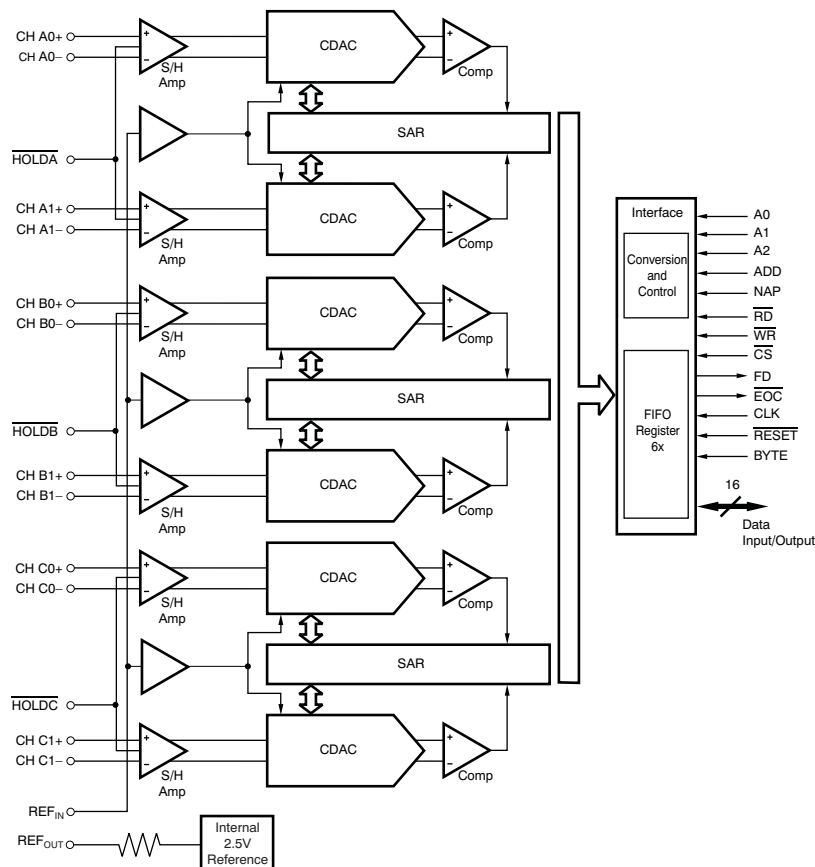 CH A0+
CH A0−
S/H
Amp
CDAC
Comp
HOLDA
SAR
CH A1+
CH A1−
S/H
Amp
CDAC
Comp
CH B0+
CH B0−
S/H
Amp
CDAC
Comp
HOLDB
SAR
CH B1+
CH B1−
S/H
Amp
CDAC
Comp
CH C0+
CH C0−
S/H
Amp
CDAC
Comp
HOLDC
SAR
CH C1+
CH C1−
S/H
Amp
CDAC
Comp
REFIN
REFOUT
Internal
2.5V
Reference
Interface
Conversion
and
Control
FIFO
Register
6x
A0
A1
A2
ADD
NAP
RD
WR
CS
FD
EOC
CLK
RESET
BYTE
16
Data
Input/Output
+
−
+
−
+
−
+
−
+
−
+
−
+
−
+
−
+
−
+
−
+
−
+
−